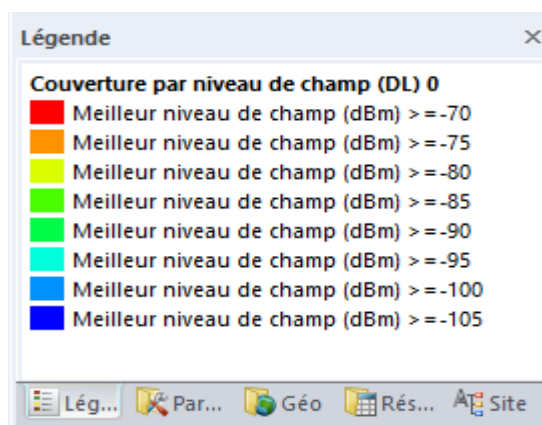 Légende
Couverture par niveau de champ (DL) 0
Meilleur niveau de champ (dBm) >=-70
Meilleur niveau de champ (dBm) >=-75
Meilleur niveau de champ (dBm) >=-80
Meilleur niveau de champ (dBm) >=-85
Meilleur niveau de champ (dBm) >=-90
Meilleur niveau de champ (dBm) >=-95
Meilleur niveau de champ (dBm) >=-100
Meilleur niveau de champ (dBm) >=-105
Lég... Par... Géo Rés... Site